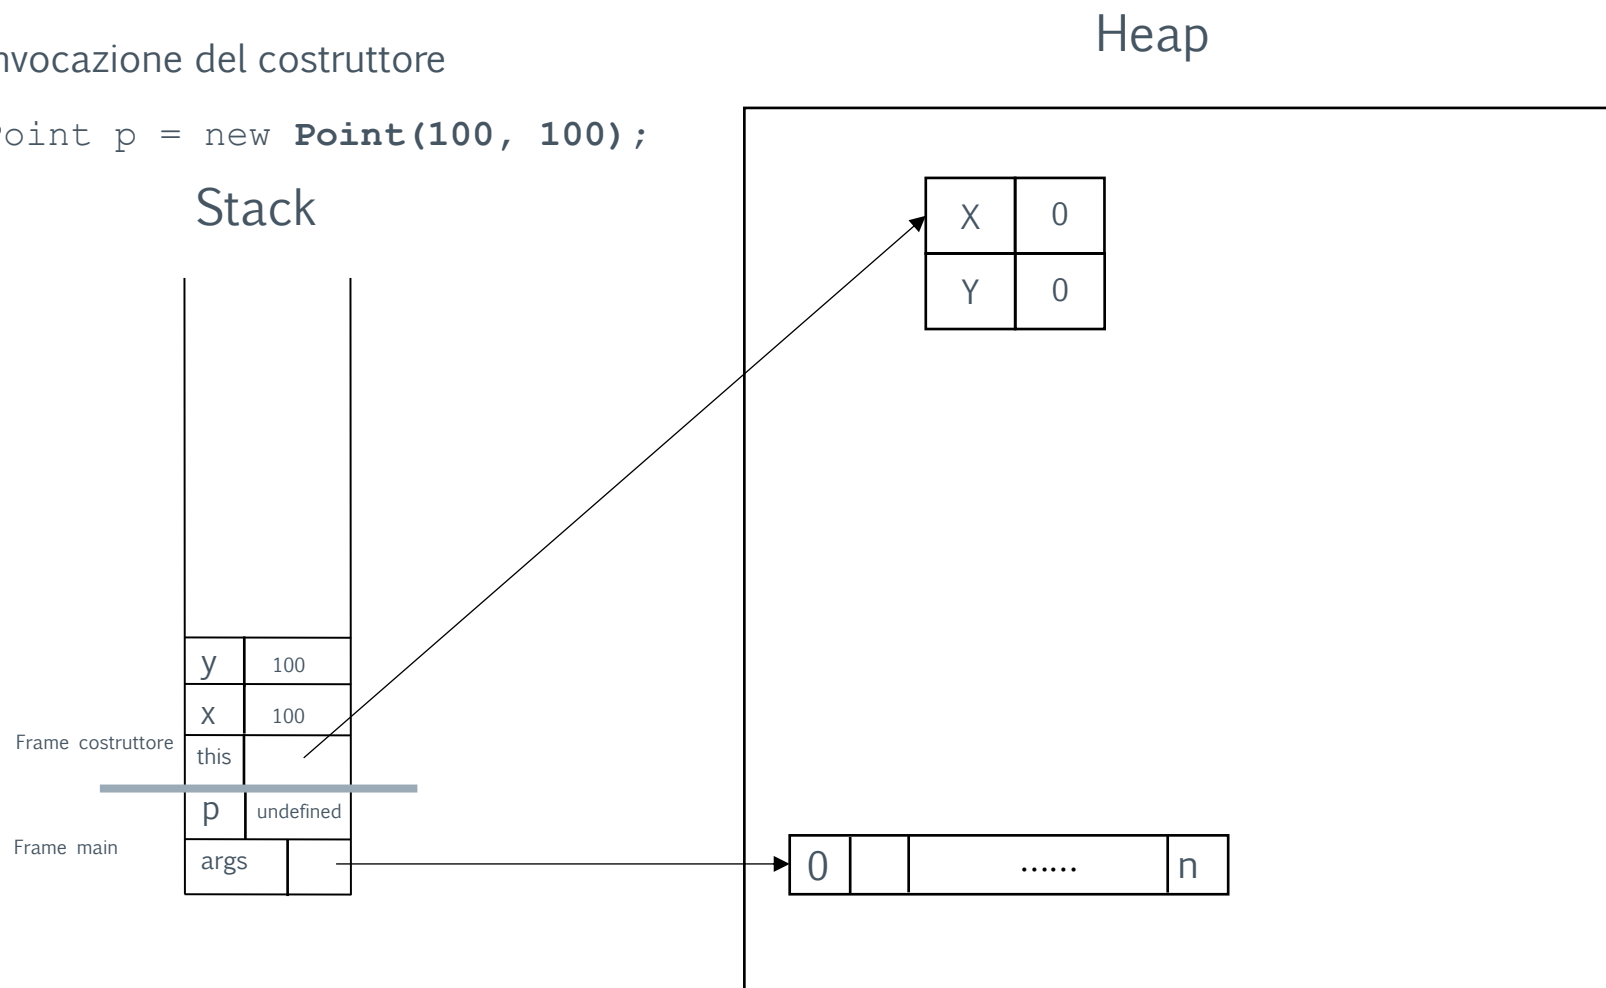 nvocazione del costruttore
Point p = new Point(100, 100);
Heap
Stack
X 0
Y 0
y 100
x 100
Frame costruttore
this
p undefined
Frame main
args
0 ...... n